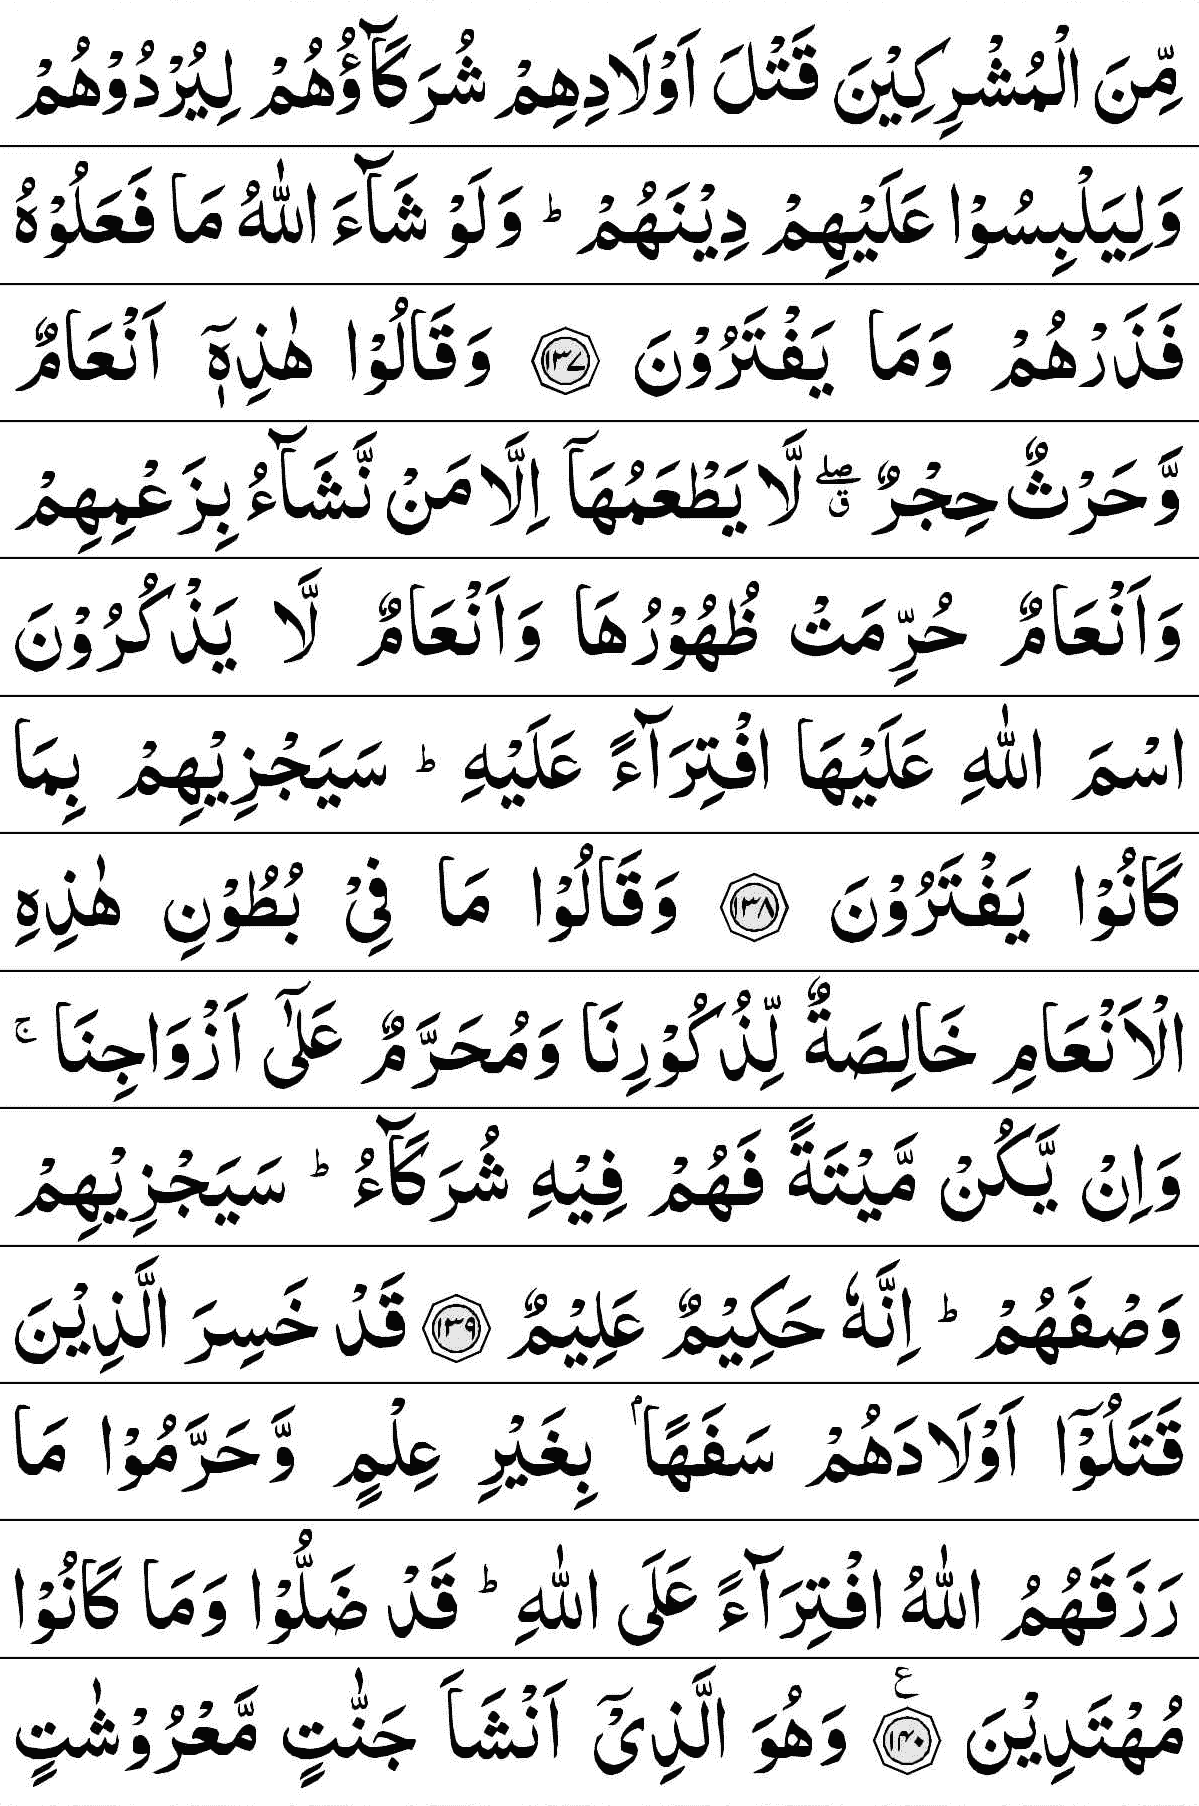 مِّنَ الْمُشْرِكِيْنَ قَتْلَ اَوْلَادِهِمْ شُرَكَآؤُهُمْ لِيُرْدُوْهُمْ
وَلِيَلْبِسُوْا عَلَيْهِمْ دِيْنَهُمْ ؕ وَلَوْ شَآءَ اللّٰهُ مَا فَعَلُوْهُ
فَذَرْهُمْ وَمَا يَفْتَرُوْنَ ﴿۱۳۷﴾ وَقَالُوْا هٰذِهٖۤ اَنْعَامٌ
وَّحَرْثٌ حِجْرٌ ۖۗ لَّا يَطْعَمُهَاۤ اِلَّا مَنْ نَّشَآءُ بِزَعْمِهِمْ
وَاَنْعَامٌ حُرِّمَتْ ظُهُوْرُهَا وَاَنْعَامٌ لَّا يَذْكُرُوْنَ
اسْمَ اللّٰهِ عَلَيْهَا افْتِرَآءً عَلَيْهِ ؕ سَيَجْزِيْهِمْ بِمَا
كَانُوْا يَفْتَرُوْنَ ﴿۱۳۸﴾ وَقَالُوْا مَا فِيْ بُطُوْنِ هٰذِهِ
الْاَنْعَامِ خَالِصَةٌ لِّذُكُوْرِنَا وَمُحَرَّمٌ عَلٰٓى اَزْوَاجِنَا ۚ
وَاِنْ يَّكُنْ مَّيْتَةً فَهُمْ فِيْهِ شُرَكَآءُ ؕ سَيَجْزِيْهِمْ
وَصْفَهُمْ ؕ اِنَّهٗ حَكِيْمٌ عَلِيْمٌ ﴿۱۳۹﴾ قَدْ خَسِرَ الَّذِيْنَ
قَتَلُوْۤا اَوْلَادَهُمْ سَفَهًاۢ بِغَيْرِ عِلْمٍ وَّحَرَّمُوْا مَا
رَزَقَهُمُ اللّٰهُ افْتِرَآءً عَلَى اللّٰهِ ؕ قَدْ ضَلُّوْا وَمَا كَانُوْا
مُهْتَدِيْنَ ﴿۱۴۰﴾ ع وَهُوَ الَّذِيْۤ اَنْشَاَ جَنّٰتٍ مَّعْرُوْشٰتٍ